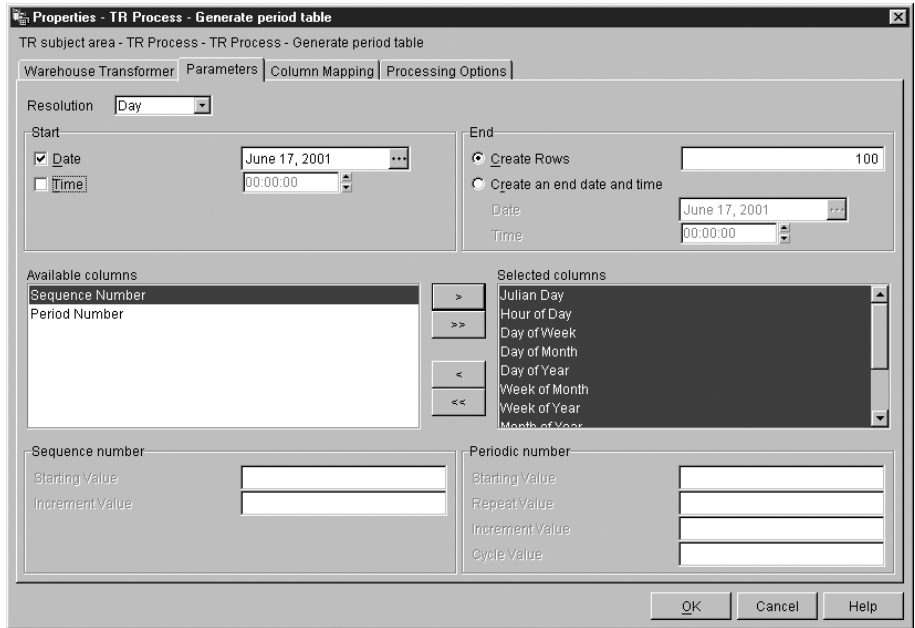 Properties - TR Process - Generate period table
TR subject area - TR Process - TR Process - Generate period table
Warehouse Transformer Parameters Column Mapping Processing Options
Resolution Day
Start
Date June 17, 2001 ...
Time 00:00:00
End
Create Rows 100
Create an end date and time
Date June 17, 2001 ...
Time 00:00:00
Available columns
Sequence Number
Period Number
>
>>
<
<<
Selected columns
Julian Day
Hour of Day
Day of Week
Day of Month
Day of Year
Week of Month
Week of Year
Month of Year
Sequence number
Starting Value
Increment Value
Periodic number
Starting Value
Repeat Value
Increment Value
Cycle Value
OK Cancel Help